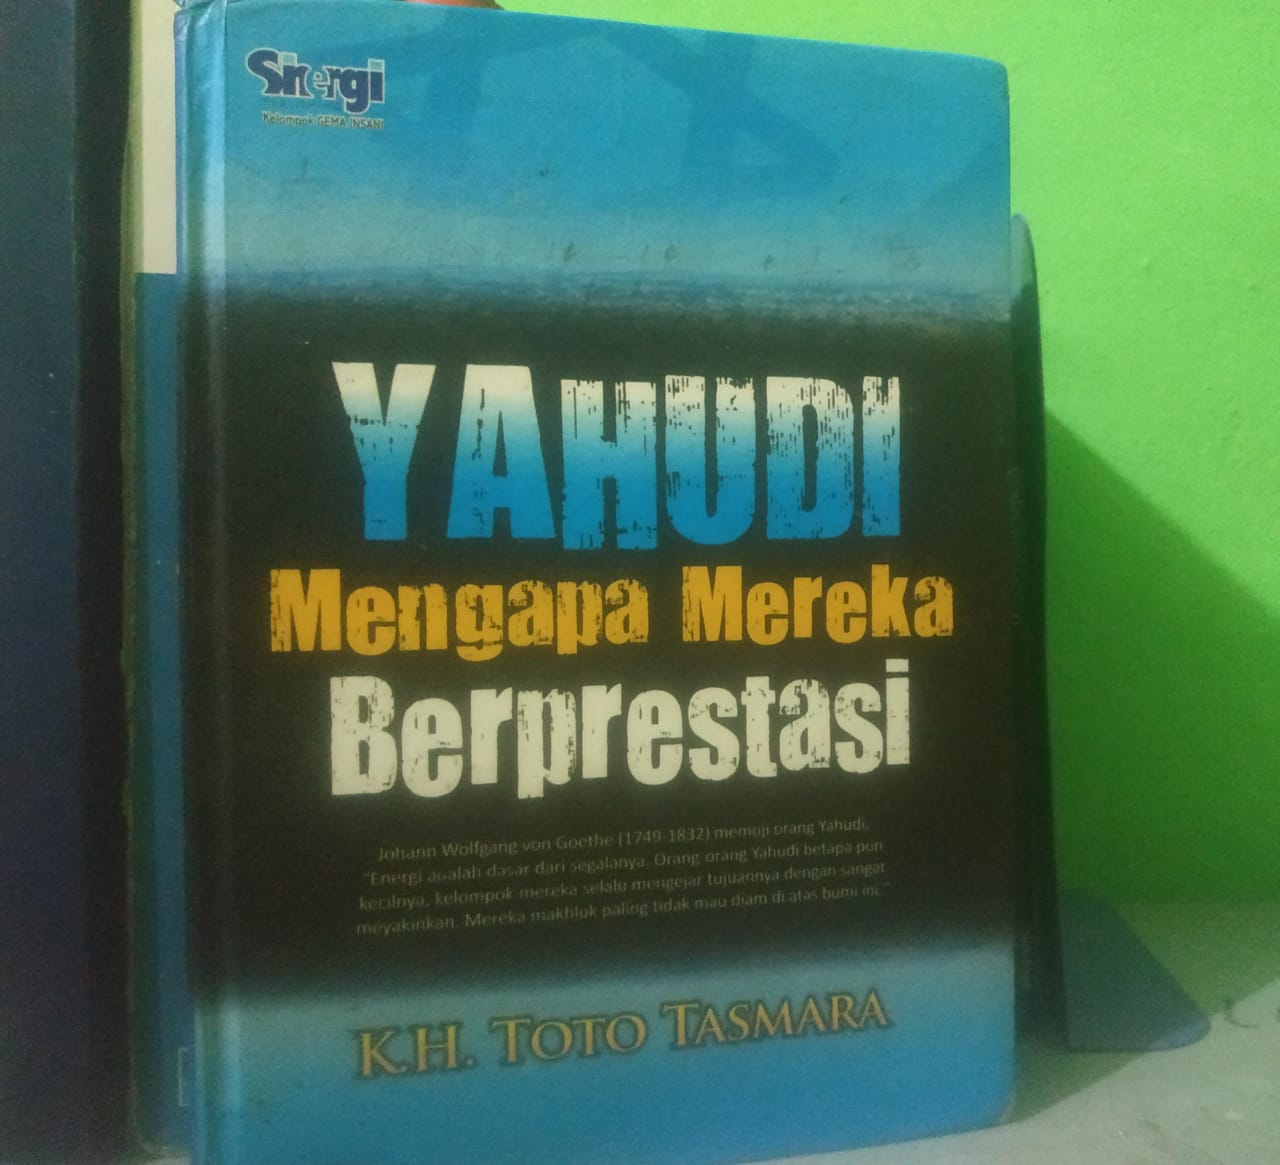 Sinergi
Kelompok GEMA INSANI
YAHUDI
Mengapa Mereka
Berprestasi
Johann Wolfgang von Goethe (1749-1832) memuji orang Yahudi,
"Energi adalah dasar dari segalanya. Orang orang Yahudi betapa pun
kecilnya, kelompok mereka selalu mengejar tujuannya dengan sangat
meyakinkan. Mereka makhluk paling tidak mau diam di atas bumi ini."
K.H. TOTO TASMARA